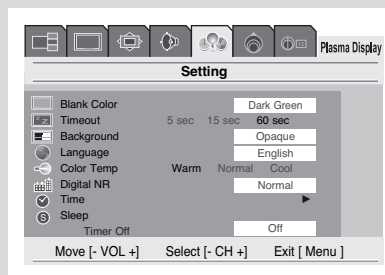 Plasma Display
Setting
Blank Color Dark Green
Timeout 5 sec 15 sec 60 sec
Background Opaque
Language English
Color Temp Warm Normal Cool
Digital NR Normal
Time
Sleep
Timer Off Off
Move [- VOL +] Select [- CH +] Exit [ Menu ]